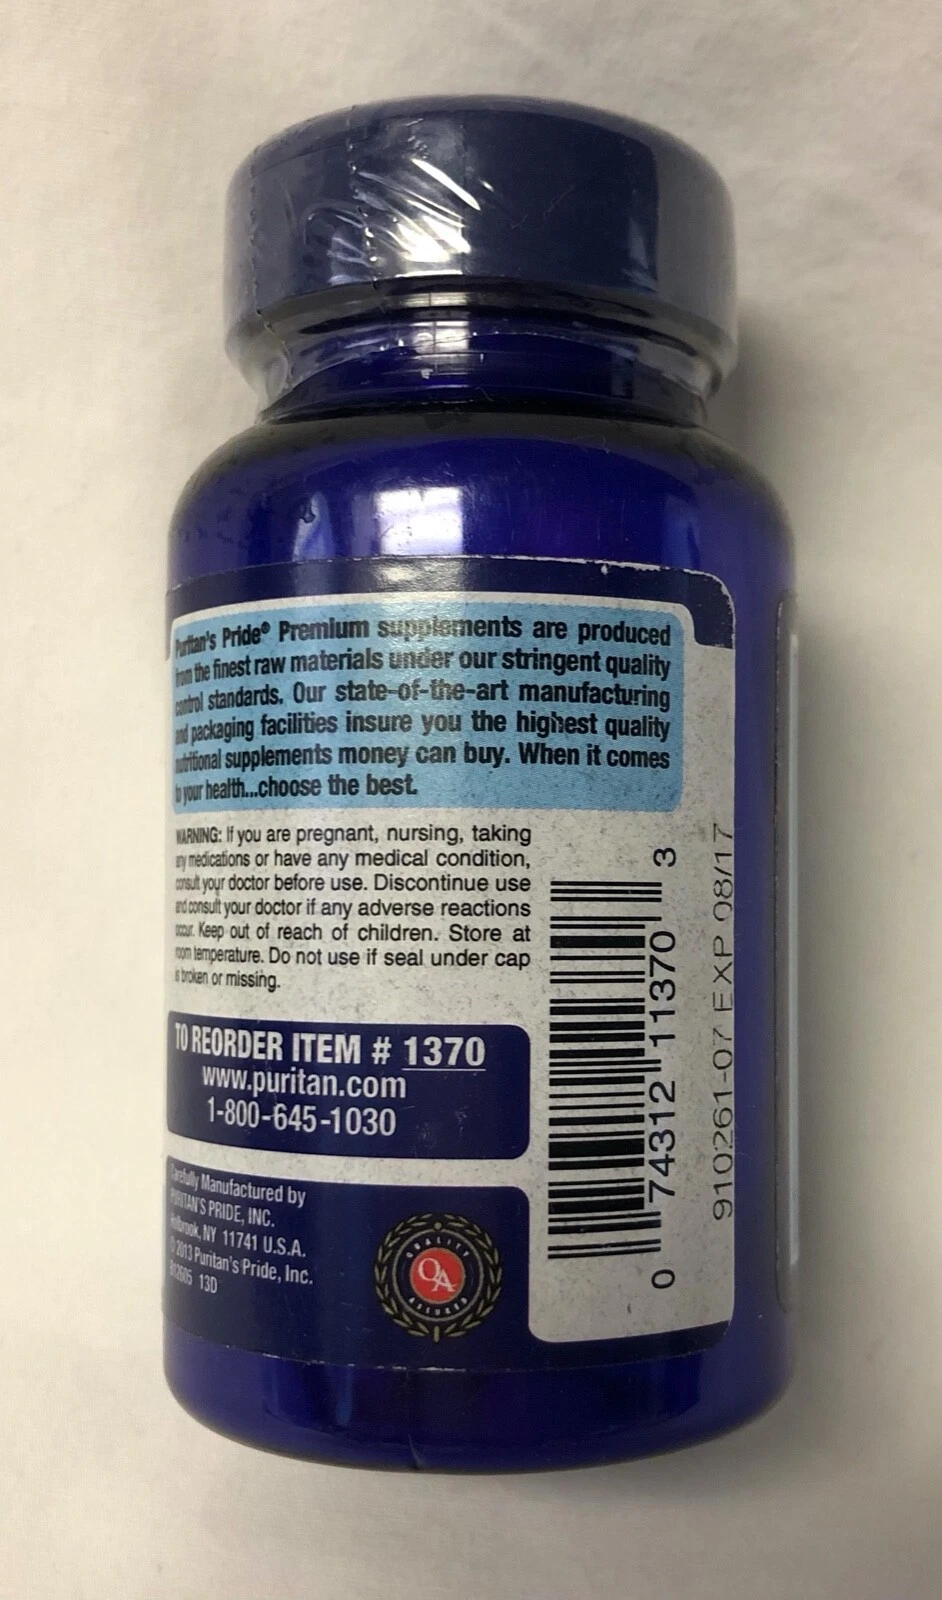 Puritan's Pride® Premium supplements are produced
from the finest raw materials under our stringent quality
control standards. Our state-of-the-art manufacturing
and packaging facilities insure you the highest quality
nutritional supplements money can buy. When it comes
to your health...choose the best.
WARNING: If you are pregnant, nursing, taking
any medications or have any medical condition,
consult your doctor before use. Discontinue use
and consult your doctor if any adverse reactions
occur. Keep out of reach of children. Store at
room temperature. Do not use if seal under cap
is broken or missing.
TO REORDER ITEM # 1370
www.puritan.com
1-800-645-1030
Carefully Manufactured by
PURITAN'S PRIDE, INC.
Holbrook, NY 11741 U.S.A.
© 2013 Puritan's Pride, Inc.
13D
QUALITY
QA
ASSURED
0 74312 11370 3
910261-07 EXP 08/17